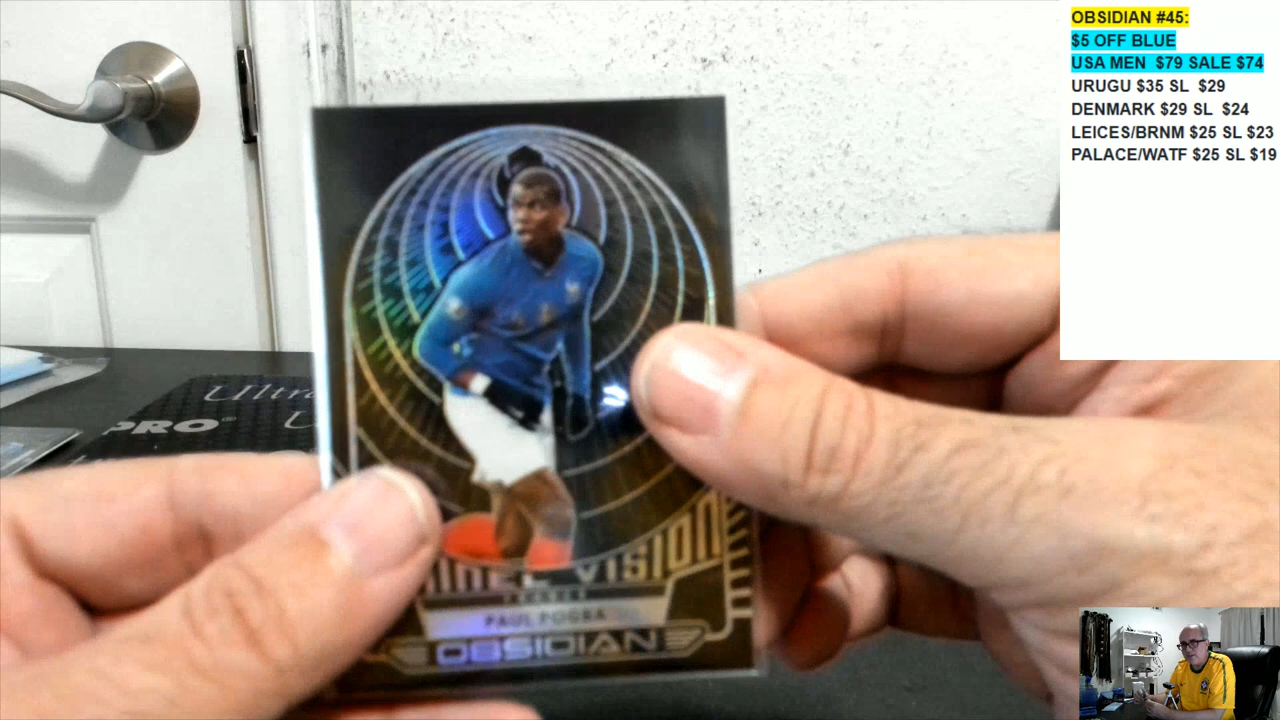 OBSIDIAN #45:
$5 OFF BLUE
USA MEN $79 SALE $74
URUGU $35 SL $29
DENMARK $29 SL $24
LEICES/BRNM $25 SL $23
PALACE/WATF $25 SL $19
Ultra
PRO®
VISION
PAUL POGBA
OBSIDIAN